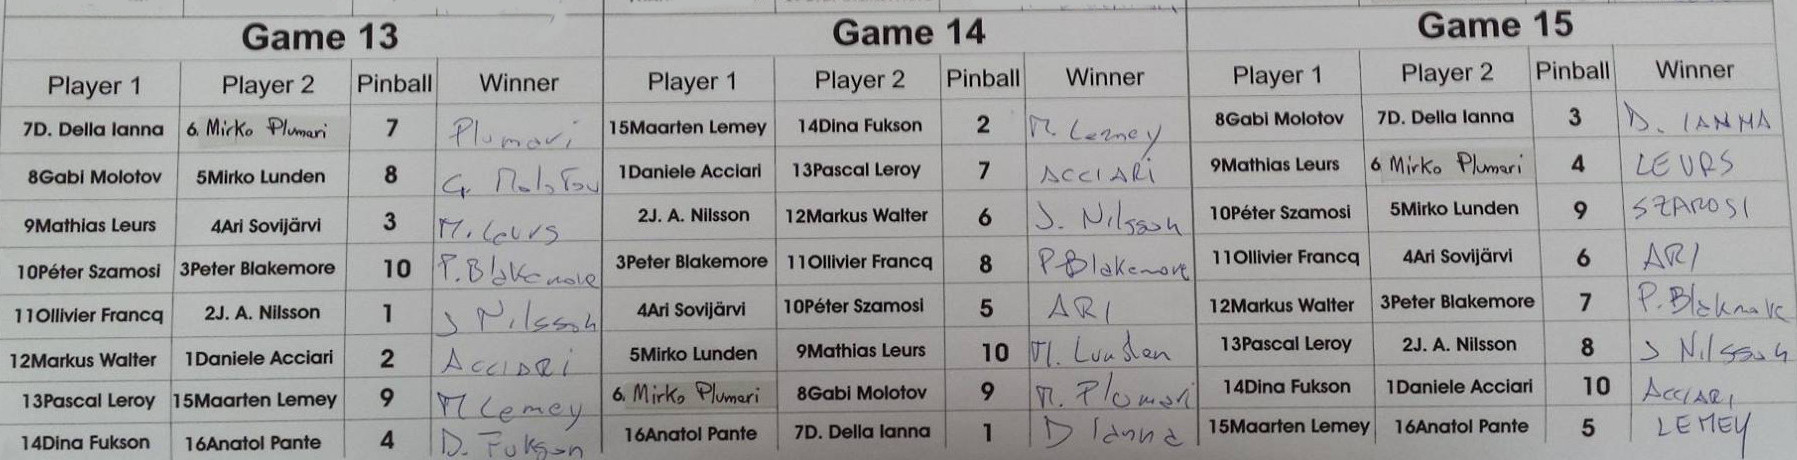 Game 13 Game 14 Game 15
Player 1 Player 2 Pinball Winner Player 1 Player 2 Pinball Winner Player 1 Player 2 Pinball Winner
7D. Della Ianna 6. Mirko Plumari 7 Plumari 15Maarten Lemey 14Dina Fukson 2 M. Lemey 8Gabi Molotov 7D. Della Ianna 3 D. IANNA
8Gabi Molotov 5Mirko Lunden 8 G. Molotov 1Daniele Acciari 13Pascal Leroy 7 ACCIARi 9Mathias Leurs 6 Mirko Plumari 4 LEURS
9Mathias Leurs 4Ari Sovijärvi 3 M. Leurs 2J. A. Nilsson 12Markus Walter 6 J. Nilsson 10Péter Szamosi 5Mirko Lunden 9 SZAROSI
10Péter Szamosi 3Peter Blakemore 10 P. Blakemore 3Peter Blakemore 11Ollivier Francq 8 P Blakemore 11Ollivier Francq 4Ari Sovijärvi 6 ARI
11Ollivier Francq 2J. A. Nilsson 1 J Nilsson 4Ari Sovijärvi 10Péter Szamosi 5 ARI 12Markus Walter 3Peter Blakemore 7 P. Blakmore
12Markus Walter 1Daniele Acciari 2 ACCIARi 5Mirko Lunden 9Mathias Leurs 10 M. Lunden 13Pascal Leroy 2J. A. Nilsson 8 J Nilsson
13Pascal Leroy 15Maarten Lemey 9 M Lemey 6. Mirko Plumari 8Gabi Molotov 9 M. Plumari 14Dina Fukson 1Daniele Acciari 10 ACCIARI
14Dina Fukson 16Anatol Pante 4 D. Fukson 16Anatol Pante 7D. Della Ianna 1 D Ianna 15Maarten Lemey 16Anatol Pante 5 LEMEY